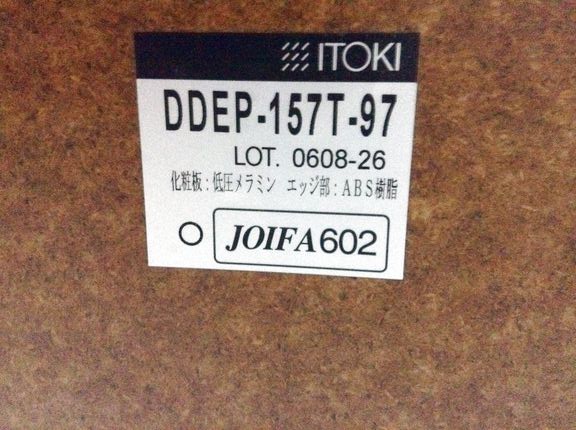 ITOKI
DDEP-157T-97
LOT. 0608-26
化粧板:低圧メラミン エッジ部:ABS樹脂
○ JOIFA602